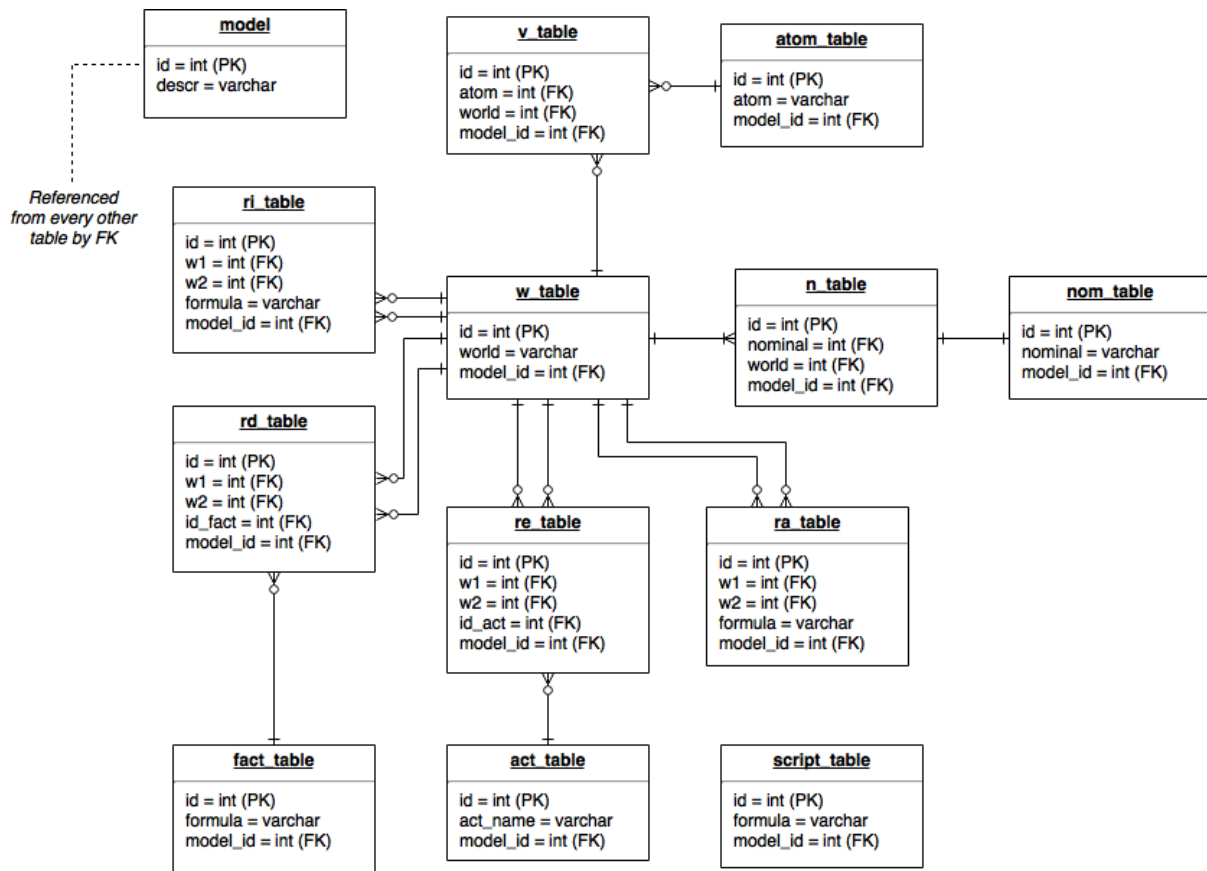 model
id = int (PK)
descr = varchar
Referenced
from every other
table by FK
v_table
id = int (PK)
atom = int (FK)
world = int (FK)
model_id = int (FK)
atom_table
id = int (PK)
atom = varchar
model_id = int (FK)
ri_table
id = int (PK)
w1 = int (FK)
w2 = int (FK)
formula = varchar
model_id = int (FK)
w_table
id = int (PK)
world = varchar
model_id = int (FK)
n_table
id = int (PK)
nominal = int (FK)
world = int (FK)
model_id = int (FK)
nom_table
id = int (PK)
nominal = varchar
model_id = int (FK)
rd_table
id = int (PK)
w1 = int (FK)
w2 = int (FK)
id_fact = int (FK)
model_id = int (FK)
re_table
id = int (PK)
w1 = int (FK)
w2 = int (FK)
id_act = int (FK)
model_id = int (FK)
ra_table
id = int (PK)
w1 = int (FK)
w2 = int (FK)
formula = varchar
model_id = int (FK)
fact_table
id = int (PK)
formula = varchar
model_id = int (FK)
act_table
id = int (PK)
act_name = varchar
model_id = int (FK)
script_table
id = int (PK)
formula = varchar
model_id = int (FK)